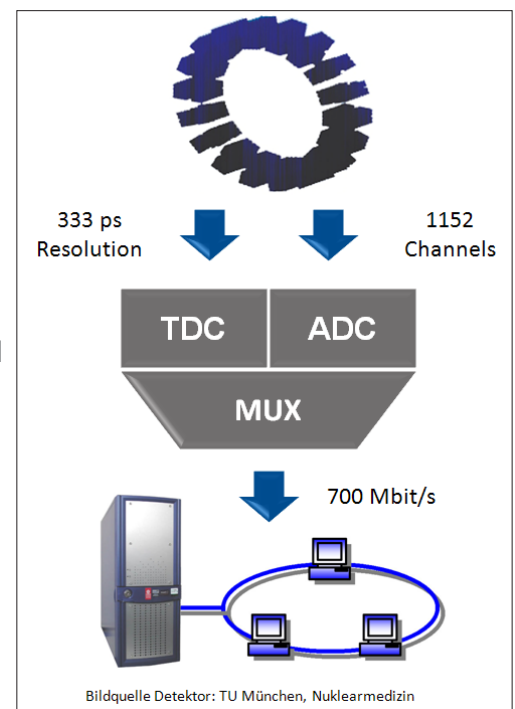 333 ps
Resolution
1152
Channels
TDC
ADC
MUX
700 Mbit/s
Bildquelle Detektor: TU München, Nuklearmedizin